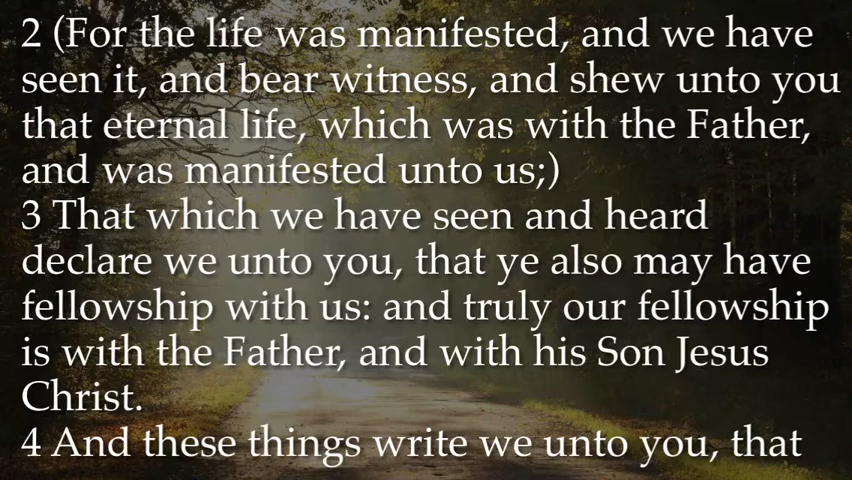 2 (For the life was manifested, and we have
seen it, and bear witness, and shew unto you
that eternal life, which was with the Father,
and was manifested unto us;)
3 That which we have seen and heard
declare we unto you, that ye also may have
fellowship with us: and truly our fellowship
is with the Father, and with his Son Jesus
Christ.
4 And these things write we unto you, that